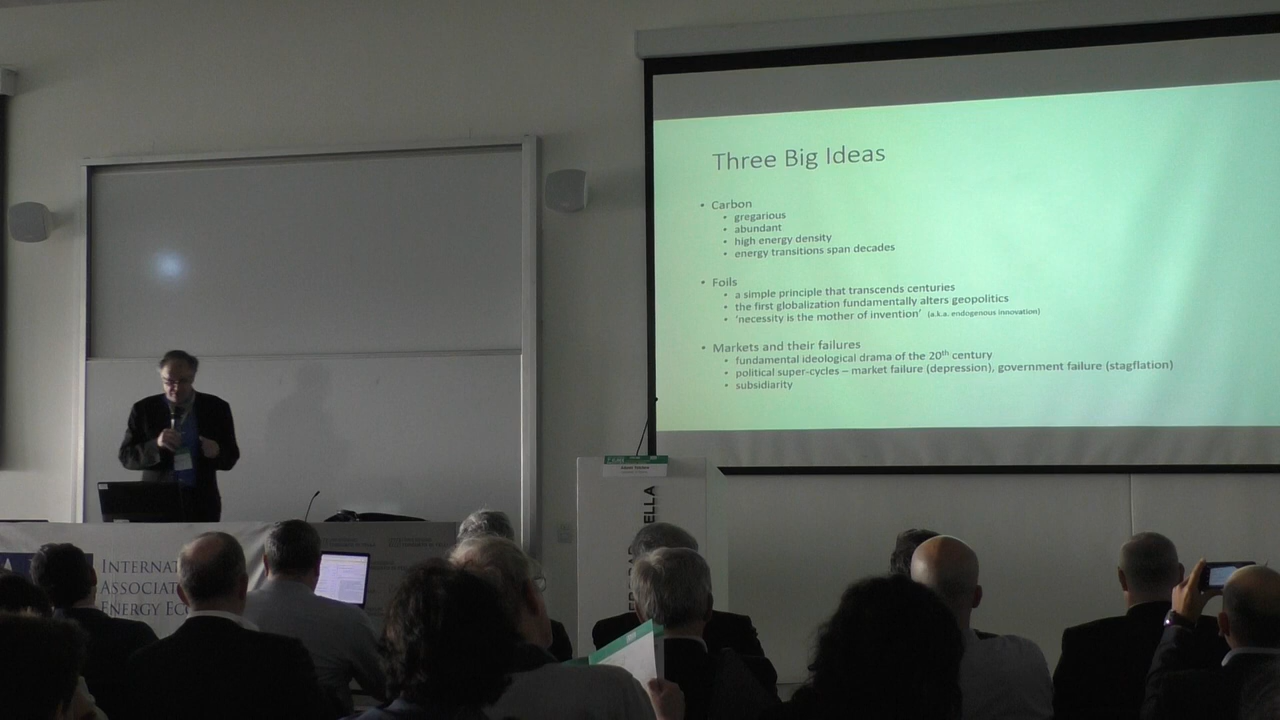 Three Big Ideas
• Carbon
• gregarious
• abundant
• high energy density
• energy transitions span decades
• Foils
• a simple principle that transcends centuries
• the first globalization fundamentally alters geopolitics
• 'necessity is the mother of invention' (a.k.a. endogenous innovation)
• Markets and their failures
• fundamental ideological drama of the 20th century
• political super-cycles – market failure (depression), government failure (stagflation)
• subsidiarity
ELLA
INTERNAT
ASSOCIAT
ENERGY EC